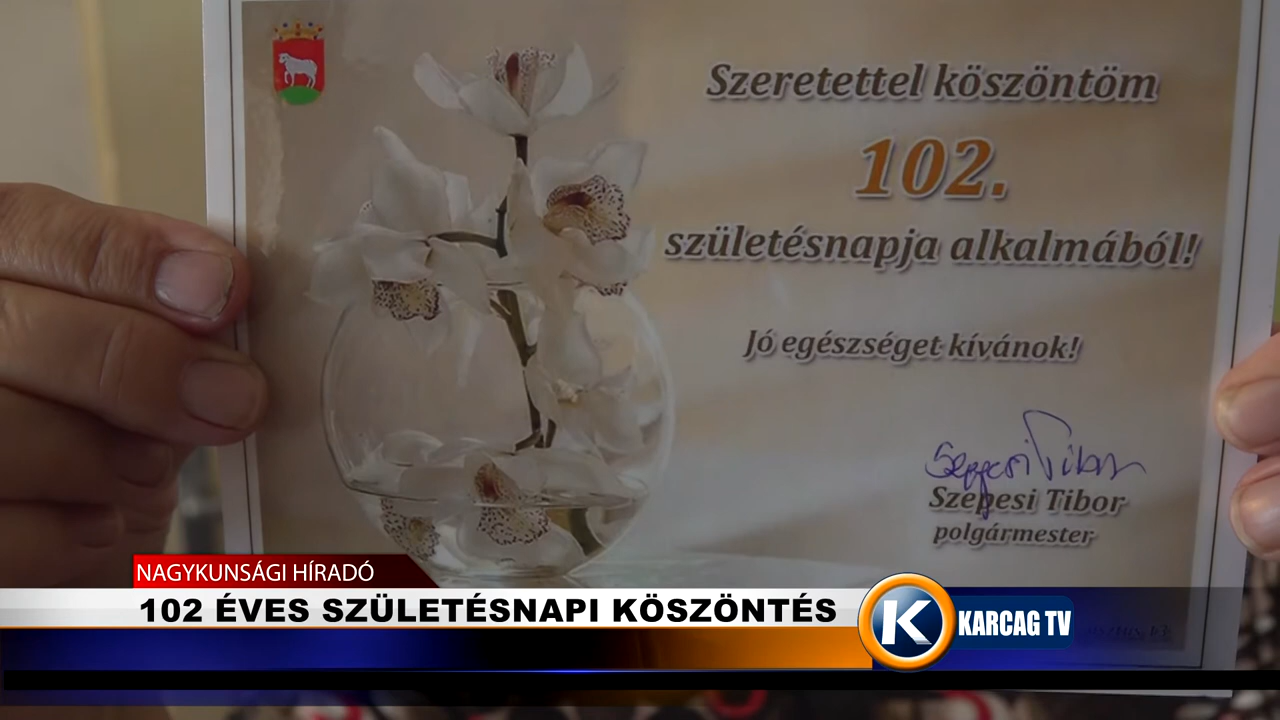 Szeretettel köszöntöm
102.
születésnapja alkalmából!
Jó egészséget kívánok!
Szepesi Tibor
Szepesi Tibor
polgármester
NAGYKUNSÁGI HÍRADÓ
102 ÉVES SZÜLETÉSNAPI KÖSZÖNTÉS
K KARCAG TV